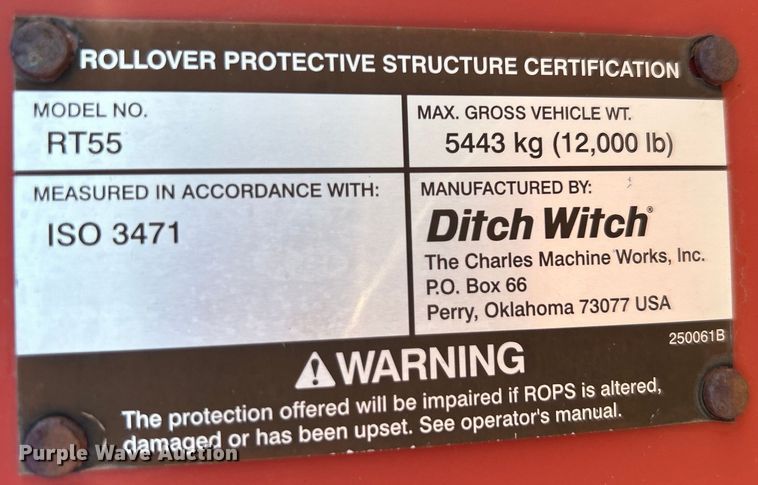 ROLLOVER PROTECTIVE STRUCTURE CERTIFICATION
MODEL NO.
RT55
MAX. GROSS VEHICLE WT.
5443 kg (12,000 lb)
MEASURED IN ACCORDANCE WITH:
ISO 3471
MANUFACTURED BY:
Ditch Witch®
The Charles Machine Works, Inc.
P.O. Box 66
Perry, Oklahoma 73077 USA
250061B
WARNING
The protection offered will be impaired if ROPS is altered,
damaged or has been upset. See operator's manual.
Purple Wave Auction